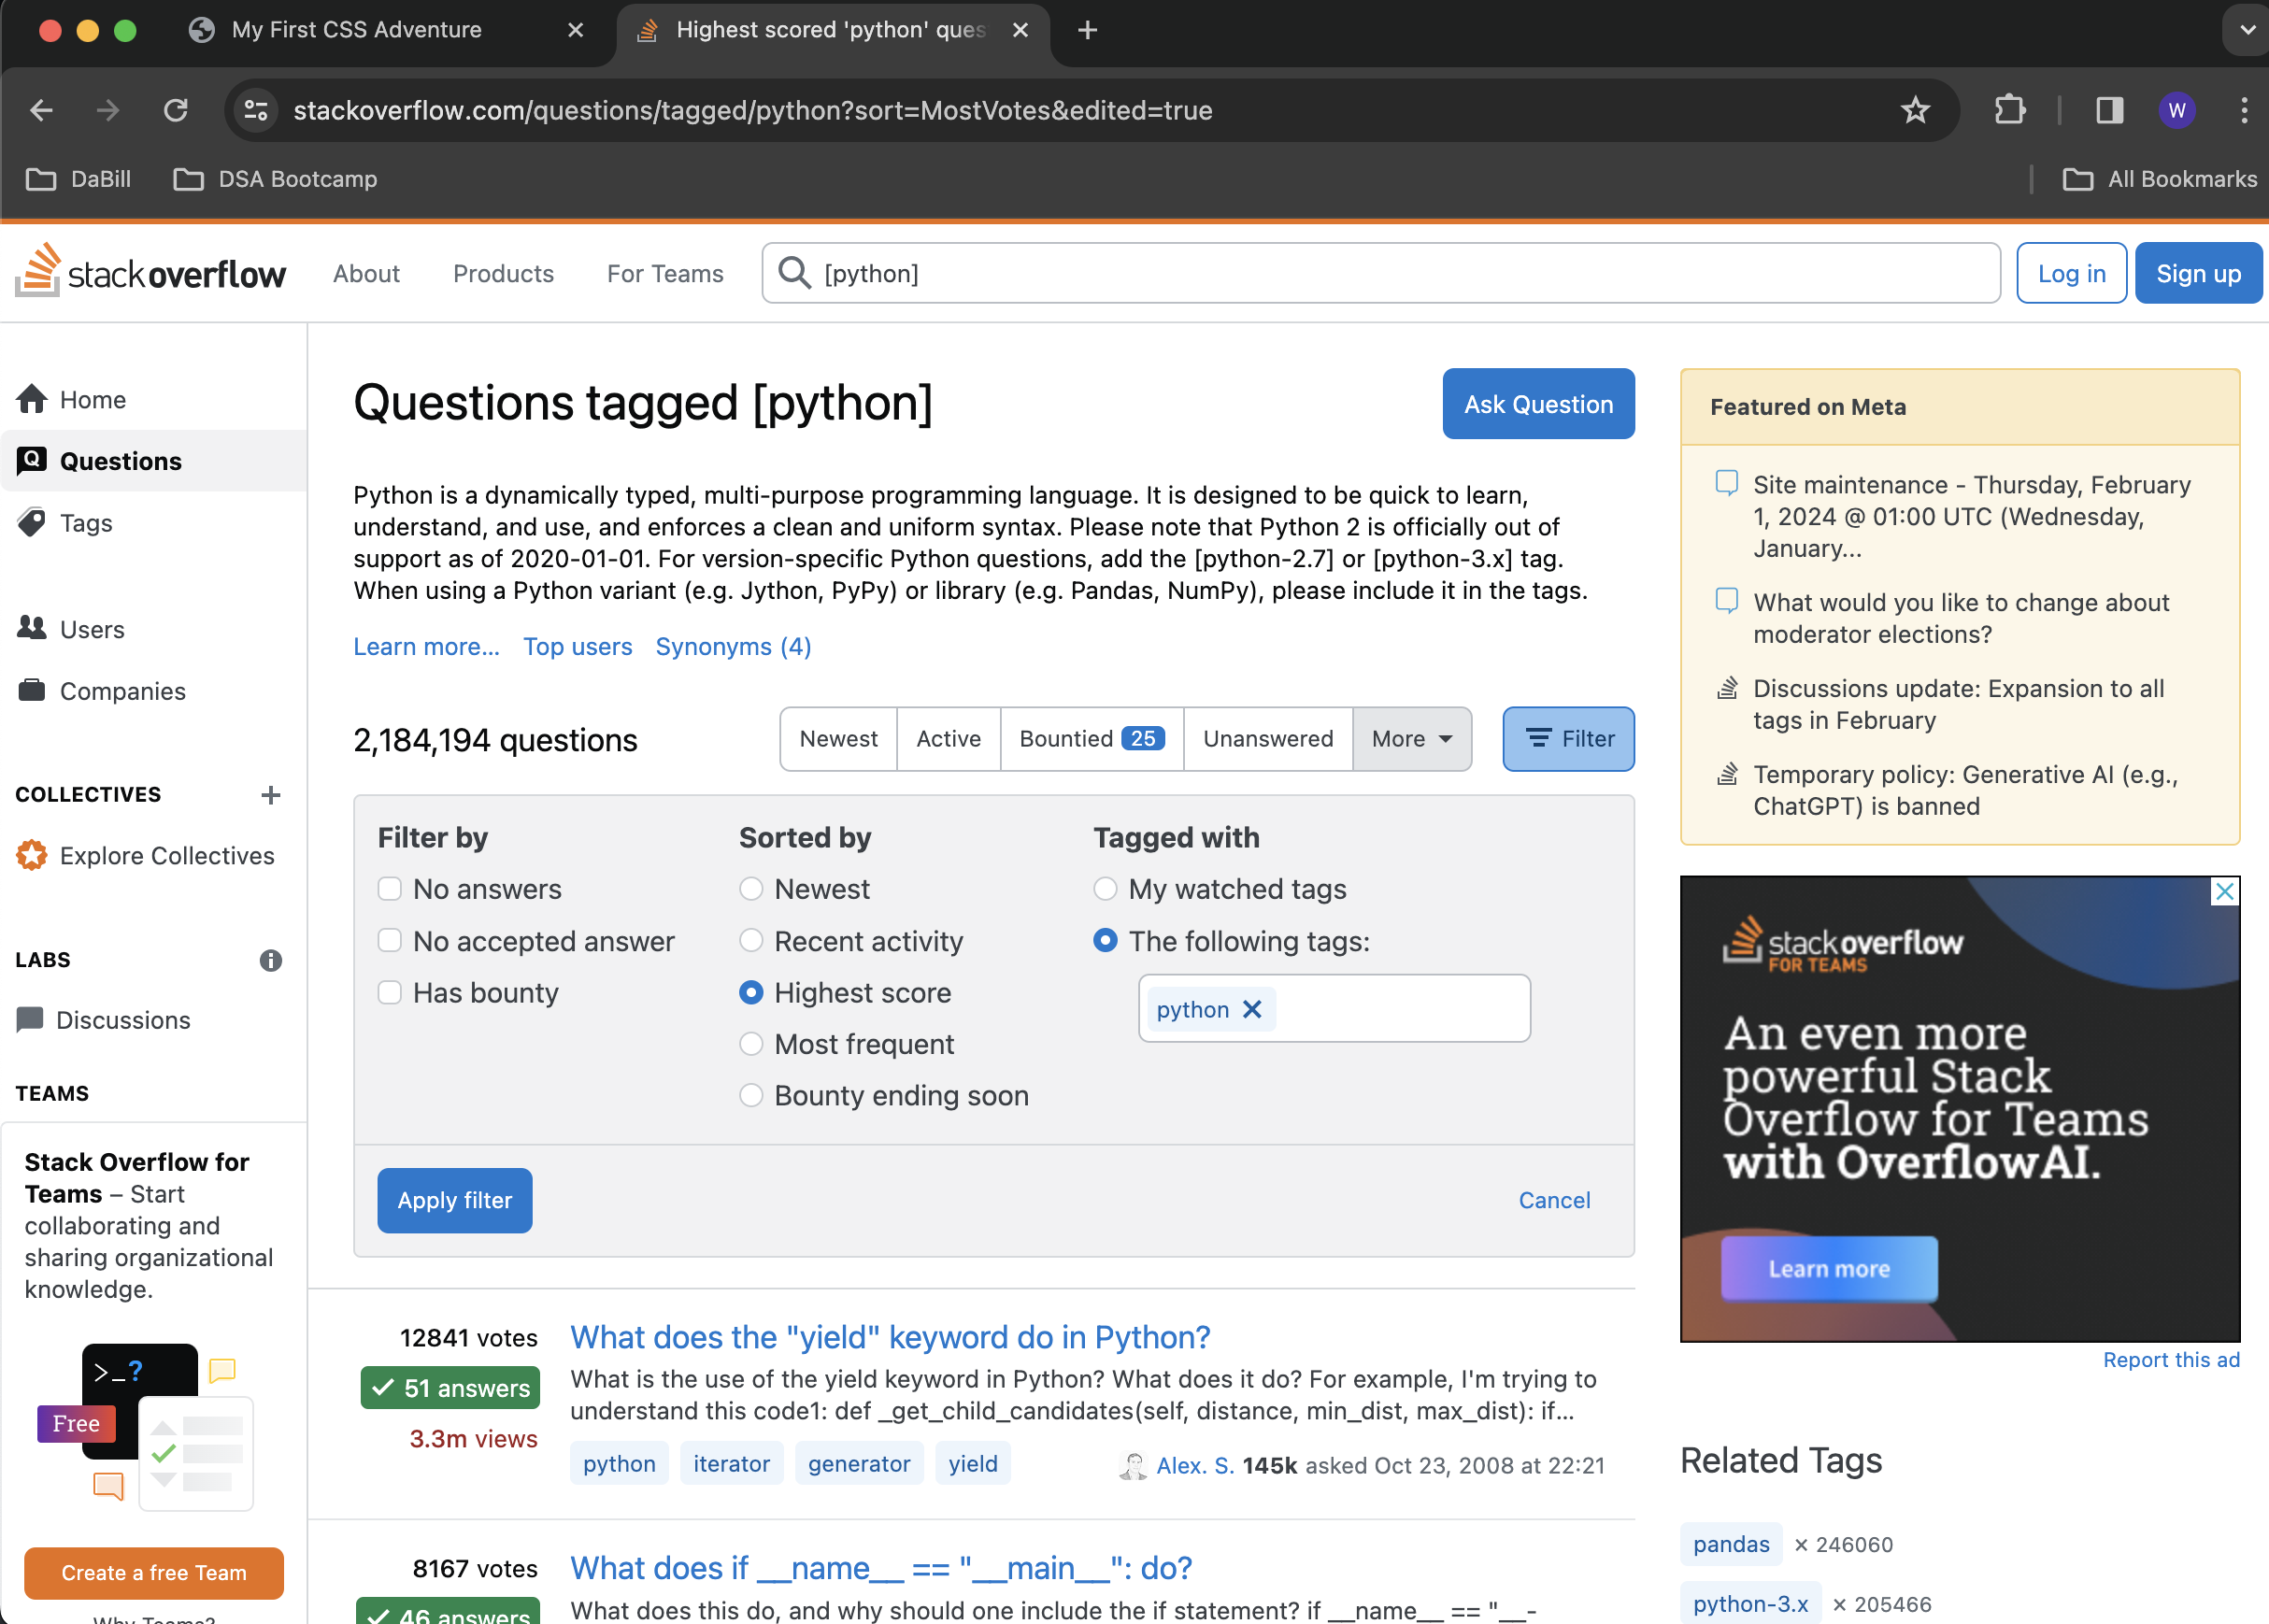 My First CSS Adventure
Highest scored 'python' ques
stackoverflow.com/questions/tagged/python?sort=MostVotes&edited=true
W
DaBill
DSA Bootcamp
All Bookmarks
stackoverflow
About
Products
For Teams
[python]
Log in
Sign up
Home
Questions
Tags
Users
Companies
COLLECTIVES
Explore Collectives
LABS
Discussions
TEAMS
Stack Overflow for
Teams – Start
collaborating and
sharing organizational
knowledge.
>_?
Free
Create a free Team
Why Teams?
Questions tagged [python]
Ask Question
Python is a dynamically typed, multi-purpose programming language. It is designed to be quick to learn,
understand, and use, and enforces a clean and uniform syntax. Please note that Python 2 is officially out of
support as of 2020-01-01. For version-specific Python questions, add the [python-2.7] or [python-3.x] tag.
When using a Python variant (e.g. Jython, PyPy) or library (e.g. Pandas, NumPy), please include it in the tags.
Learn more... Top users Synonyms (4)
2,184,194 questions
Newest
Active
Bountied 25
Unanswered
More
Filter
Filter by
No answers
No accepted answer
Has bounty
Sorted by
Newest
Recent activity
Highest score
Most frequent
Bounty ending soon
Tagged with
My watched tags
The following tags:
python
Apply filter
Cancel
12841 votes
51 answers
3.3m views
What does the "yield" keyword do in Python?
What is the use of the yield keyword in Python? What does it do? For example, I'm trying to
understand this code1: def _get_child_candidates(self, distance, min_dist, max_dist): if...
python iterator generator yield
Alex. S. 145k asked Oct 23, 2008 at 22:21
8167 votes
46 answers
What does if __name__ == "__main__": do?
What does this do, and why should one include the if statement? if __name__ == "__-
Featured on Meta
Site maintenance - Thursday, February
1, 2024 @ 01:00 UTC (Wednesday,
January...
What would you like to change about
moderator elections?
Discussions update: Expansion to all
tags in February
Temporary policy: Generative AI (e.g.,
ChatGPT) is banned
stackoverflow
FOR TEAMS
An even more
powerful Stack
Overflow for Teams
with OverflowAI.
Learn more
Report this ad
Related Tags
pandas × 246060
python-3.x × 205466